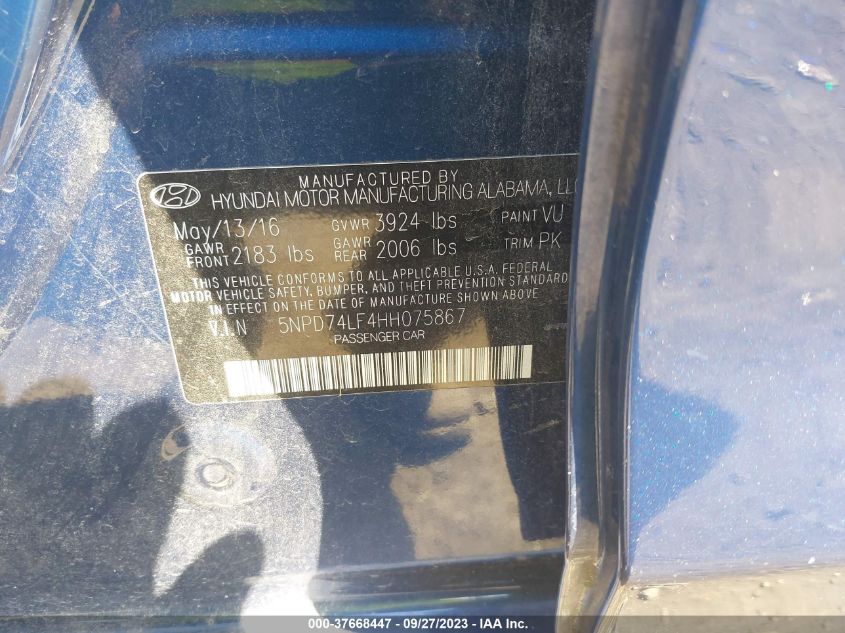 MANUFACTURED BY
HYUNDAI MOTOR MANUFACTURING ALABAMA, LLC
May/13/16 GVWR 3924 lbs PAINT VU
GAWR FRONT 2183 lbs GAWR REAR 2006 lbs TRIM PK
THIS VEHICLE CONFORMS TO ALL APPLICABLE U.S.A. FEDERAL
MOTOR VEHICLE SAFETY, BUMPER, AND THEFT PREVENTION STANDARD
IN EFFECT ON THE DATE OF MANUFACTURE SHOWN ABOVE
V.I.N 5NPD74LF4HH075867
PASSENGER CAR
000-37668447 - 09/27/2023 - IAA Inc.